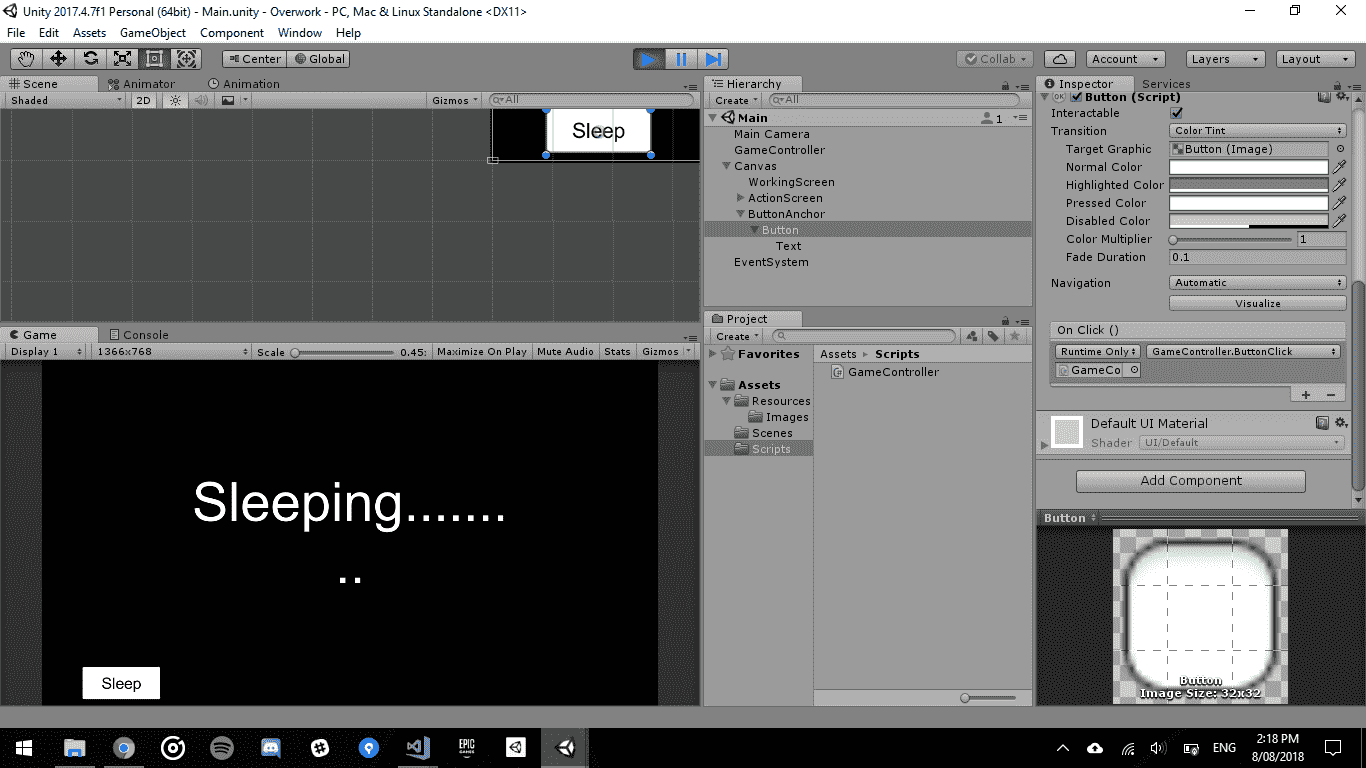 Unity 2017.4.7f1 Personal (64bit) - Main.unity - Overwork - PC, Mac & Linux Standalone <DX11>
File Edit Assets GameObject Component Window Help
Center Global Collab Account Layers Layout
Scene Animator Animation
Shaded 2D Gizmos All
Sleep
Game Console
Display 1 1366x768 Scale 0.45: Maximize On Play Mute Audio Stats Gizmos
Sleeping.......
..
Sleep
Hierarchy
Create All
Main 1
Main Camera
GameController
Canvas
WorkingScreen
ActionScreen
ButtonAnchor
Button
Text
EventSystem
Project
Create
Favorites
Assets
Resources
Images
Scenes
Scripts
Assets Scripts
GameController
Inspector Services
Button (Script)
Interactable
Transition Color Tint
Target Graphic Button (Image)
Normal Color
Highlighted Color
Pressed Color
Disabled Color
Color Multiplier 1
Fade Duration 0.1
Navigation Automatic
Visualize
On Click ()
Runtime Only GameController.ButtonClick
GameCo
+ −
Default UI Material
Shader UI/Default
Add Component
Button
Button
Image Size: 32x32
EPIC
GAMES
ENG
2:18 PM
8/08/2018